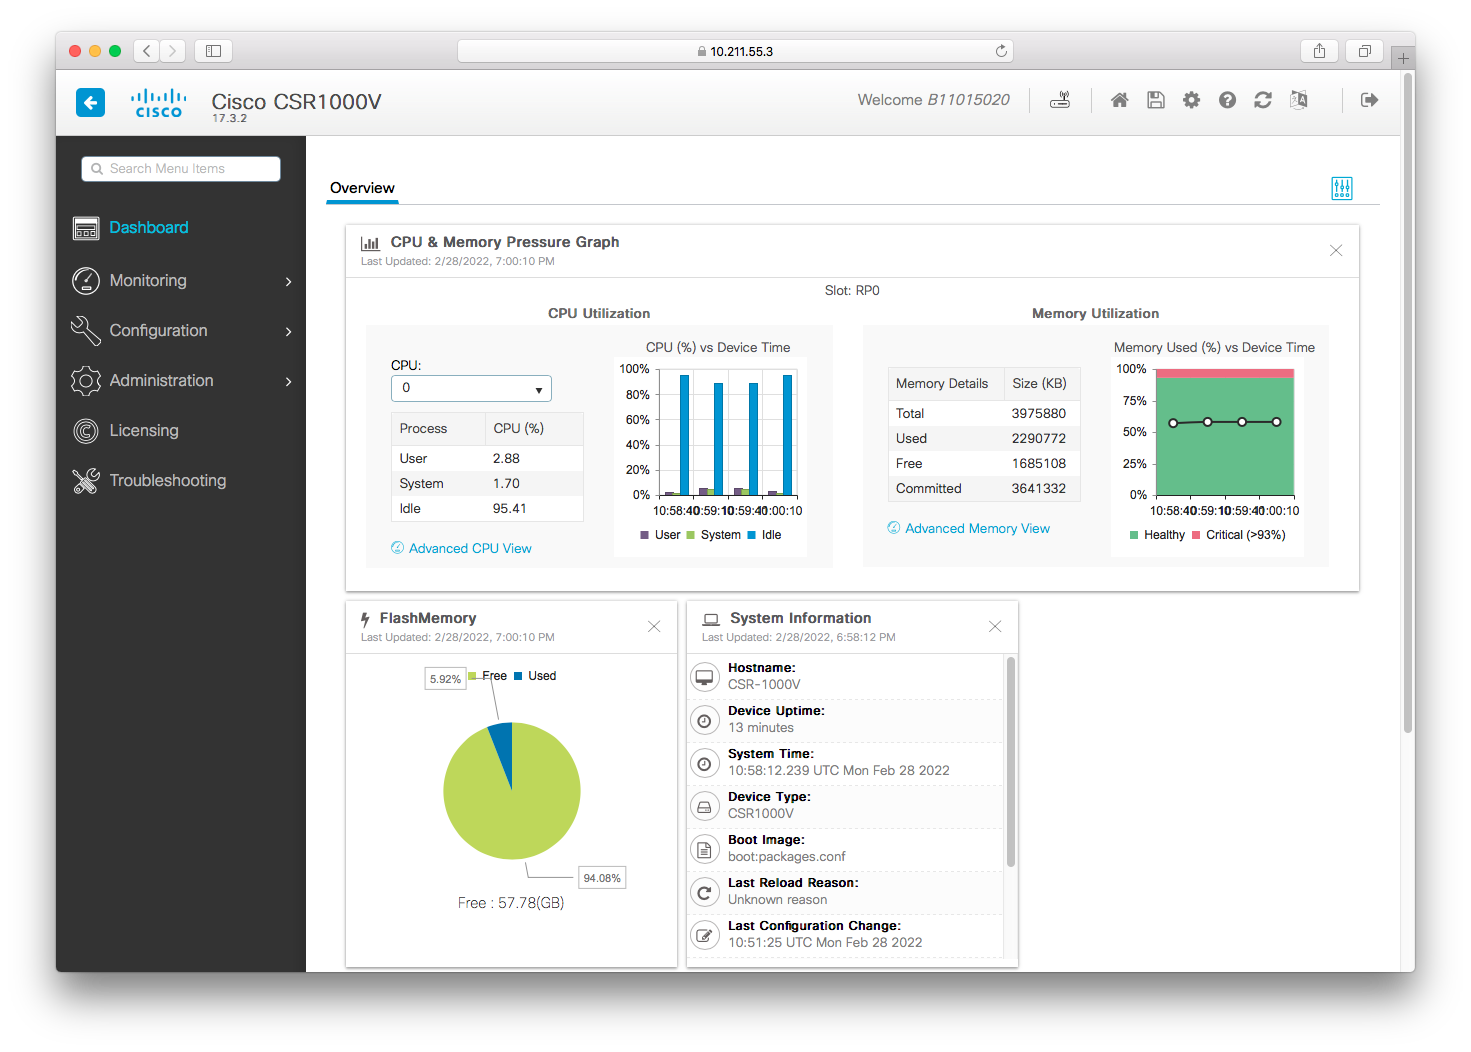 10.211.55.3
CISCO
Cisco CSR1000V
17.3.2
Welcome B11015020
Search Menu Items
Dashboard
Monitoring
Configuration
Administration
Licensing
Troubleshooting
Overview
CPU & Memory Pressure Graph
Last Updated: 2/28/2022, 7:00:10 PM
Slot: RP0
CPU Utilization
CPU:
0
Process CPU (%)
User 2.88
System 1.70
Idle 95.41
Advanced CPU View
CPU (%) vs Device Time
100%
80%
60%
40%
20%
0%
10:58:40 10:59:10 10:59:40 11:00:10
User System Idle
Memory Utilization
Memory Details Size (KB)
Total 3975880
Used 2290772
Free 1685108
Committed 3641332
Advanced Memory View
Memory Used (%) vs Device Time
100%
75%
50%
25%
0%
10:58:40 10:59:10 10:59:40 11:00:10
Healthy Critical (>93%)
FlashMemory
Last Updated: 2/28/2022, 7:00:10 PM
Free Used
5.92%
94.08%
Free : 57.78(GB)
System Information
Last Updated: 2/28/2022, 6:58:12 PM
Hostname:
CSR-1000V
Device Uptime:
13 minutes
System Time:
10:58:12.239 UTC Mon Feb 28 2022
Device Type:
CSR1000V
Boot Image:
boot:packages.conf
Last Reload Reason:
Unknown reason
Last Configuration Change:
10:51:25 UTC Mon Feb 28 2022